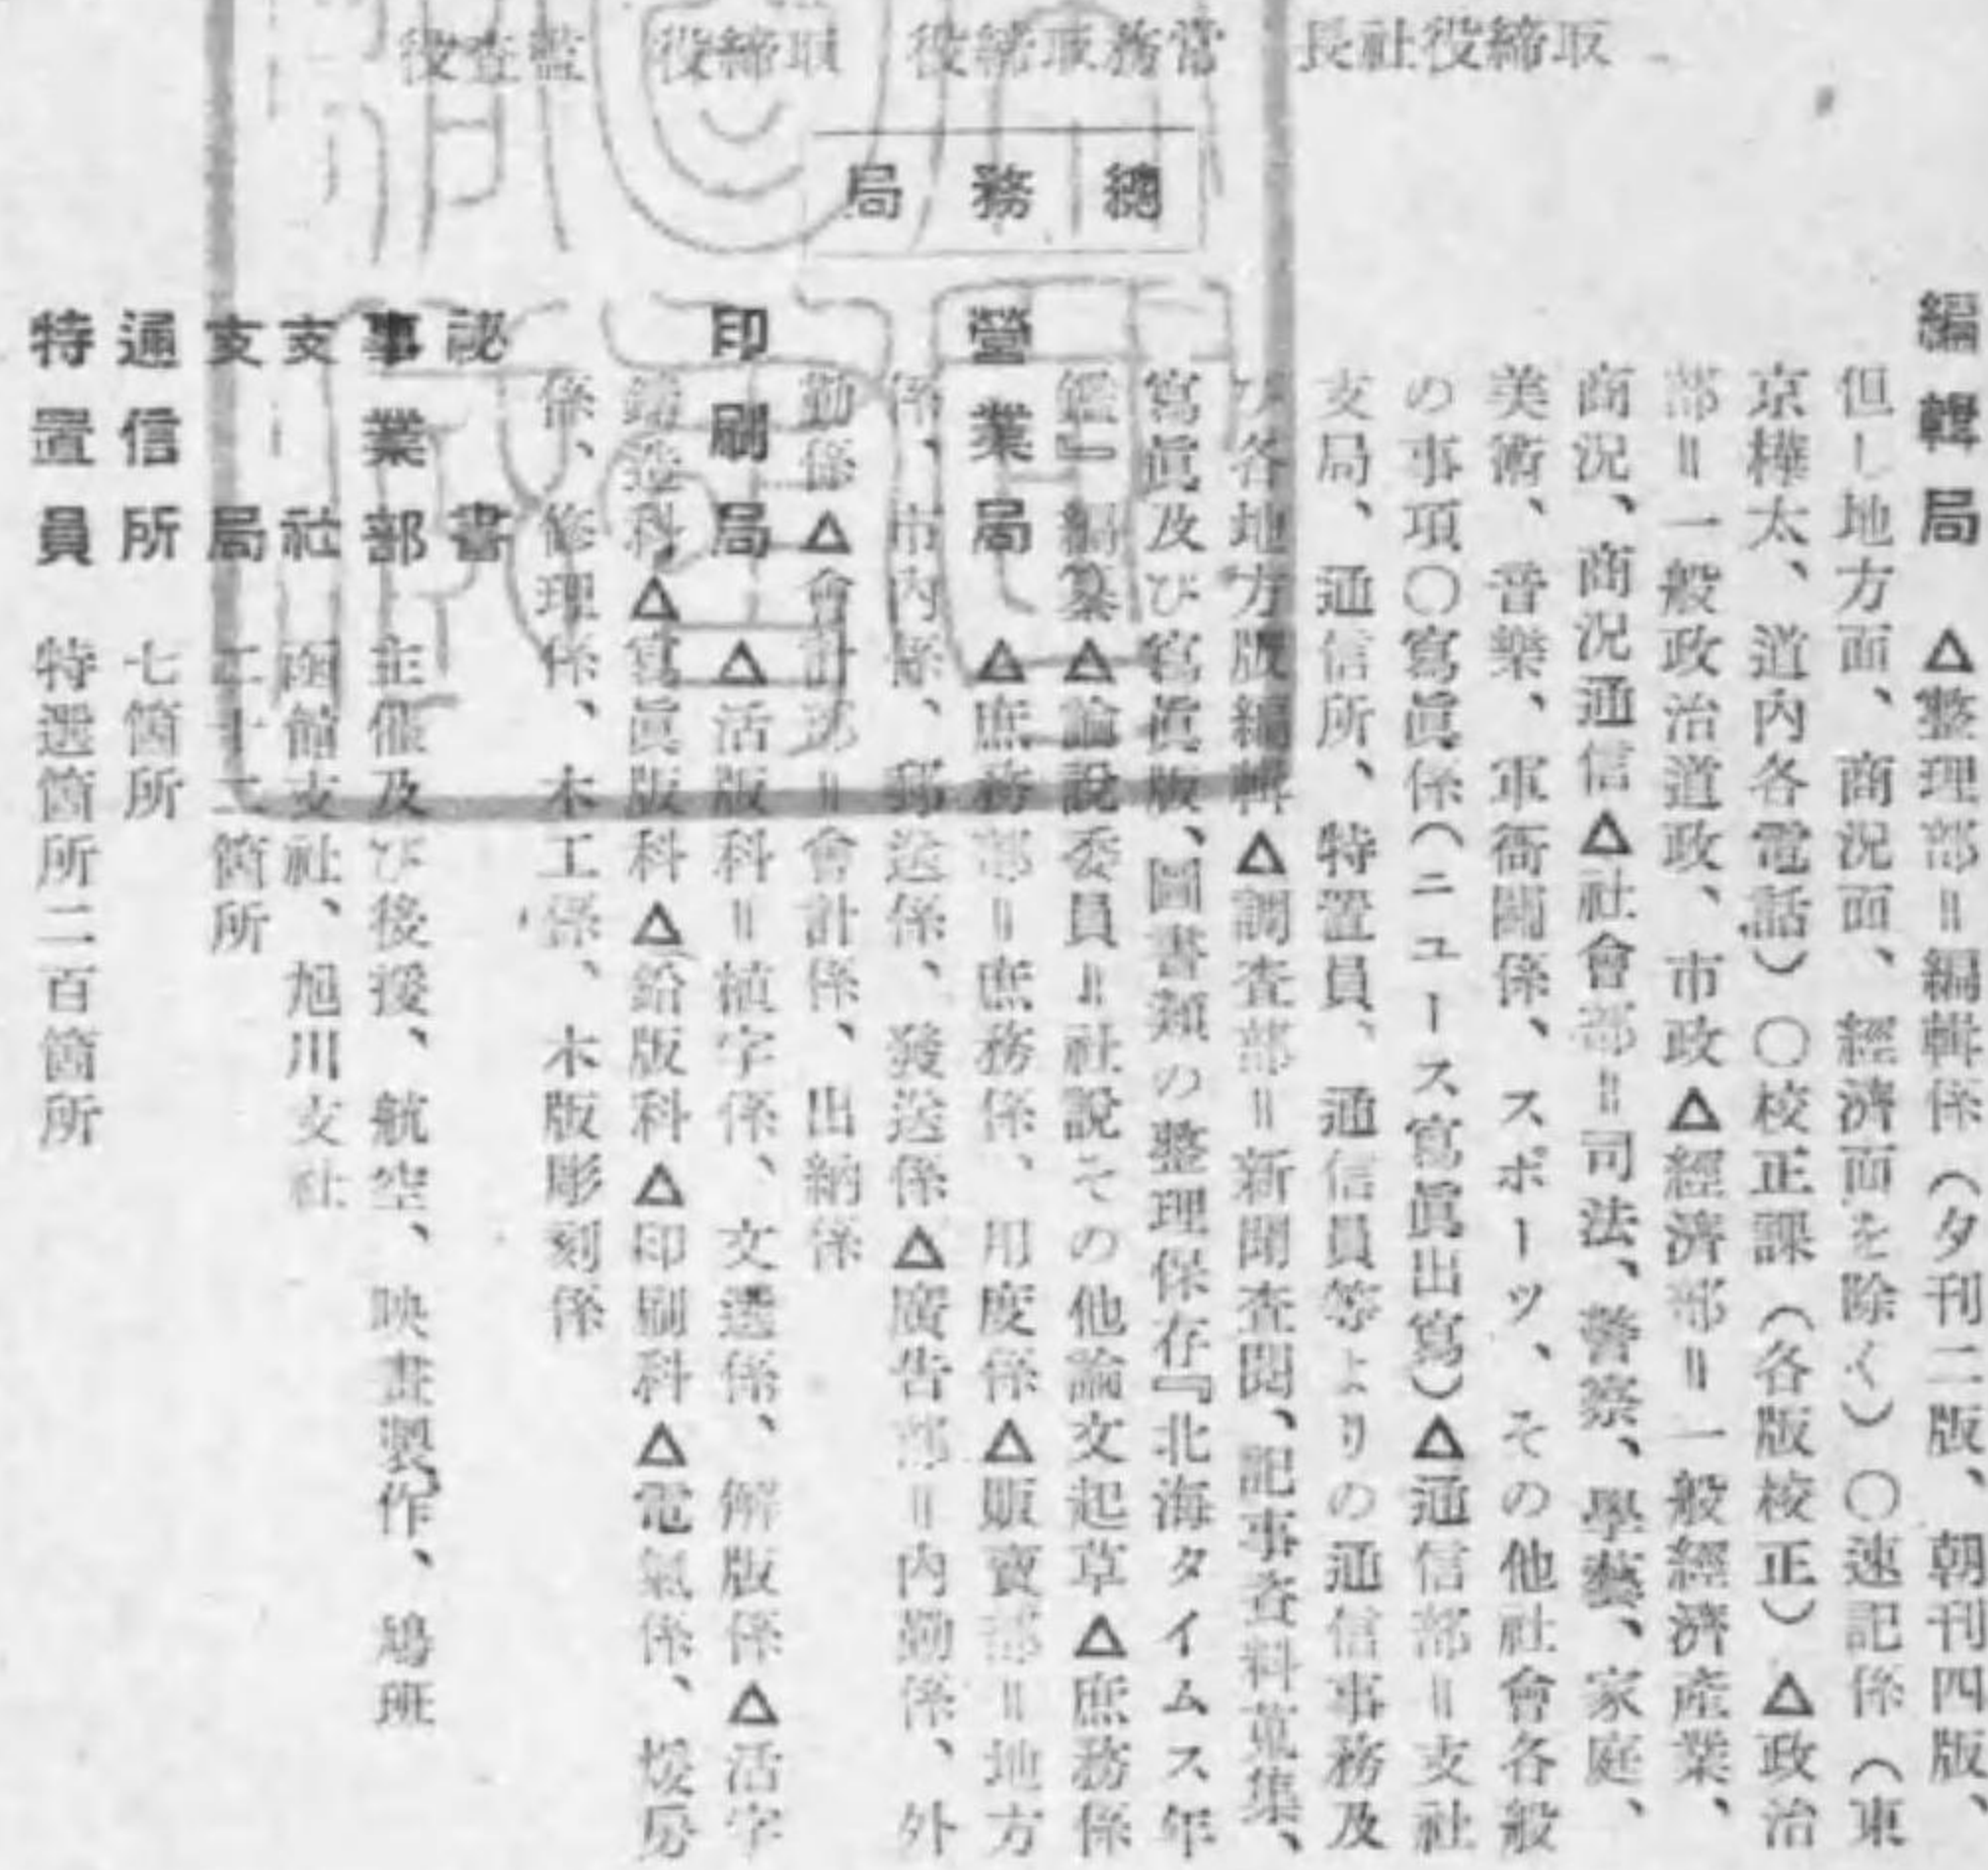 取締役社長　常務取締役　取締役　監査役
總務局
編輯局　△整理部＝編輯係（夕刊二版、朝刊四版、
但し地方面、商況面、經濟面を除く）〇速記係（東
京樺太、道内各電話）〇校正課（各版校正）△政治
部＝一般政治道政、市政△經濟部＝一般經濟産業、
商況、商況通信△社會部＝司法、警察、學藝、家庭、
美術、音樂、軍衙關係、スポーツ、その他社會各般
の事項〇寫眞係（ニュース寫眞出寫）△通信部＝支社
支局、通信所、特置員、通信員等よりの通信事務及
び各地方版編輯△調査部＝新聞査閲、記事査料蒐集、
寫眞及び寫眞版、圖書類の整理保存『北海タイムス年
鑑』編纂△論說委員＝社說その他論文起草△庶務係
營業局　△庶務部＝庶務係、用度係△販賣部＝地方
係、市内係、郵送係、發送係△廣告部＝内勤係、外
勤係△會計部＝會計係、出納係
印刷局　△活版科＝植字係、文選係、解版係△活字
鑄造科△寫眞版科△鉛版科△印刷科△電氣係、煖房
係、修理係、木工係、木版彫刻係
祕書
事業部　主催及び後援、航空、映畫製作、鳩班
支社　函館支社、旭川支社
支局　二十二箇所
通信所　七箇所
特置員　特選箇所二百箇所